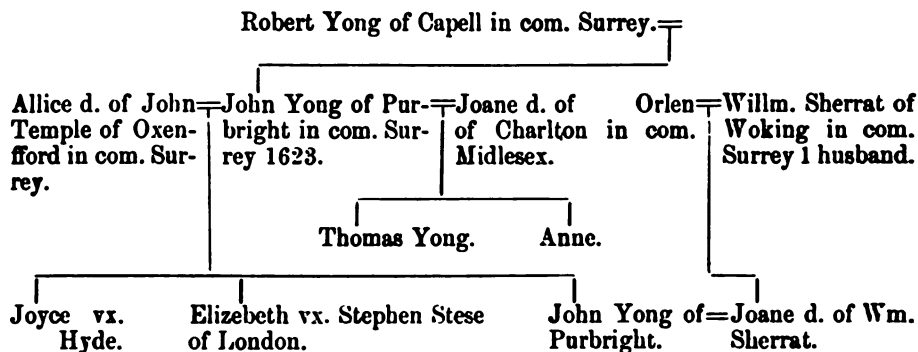 Robert Yong of Capell in com. Surrey.
Allice d. of John
Temple of Oxen-
fford in com. Sur-
rey.
John Yong of Pur-
bright in com. Sur-
rey 1623.
Joane d. of Orlen
of Charlton in com.
Midlesex.
Willm. Sherrat of
Woking in com.
Surrey 1 husband.
Thomas Yong.
Anne.
Joyce vx.
Hyde.
Elizebeth vx. Stephen Stese
of London.
John Yong of
Purbright.
Joane d. of Wm.
Sherrat.